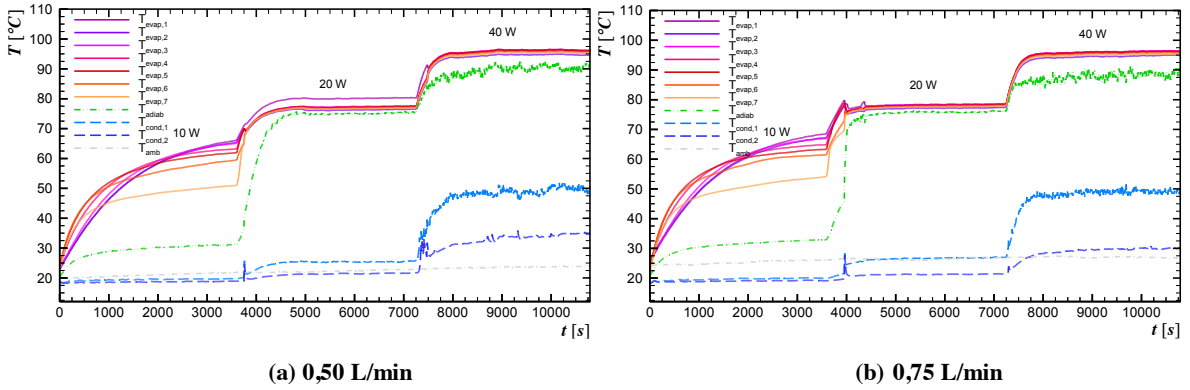 T [°C]
110
100
90
80
70
60
50
40
30
20
T evap,1
T evap,2
T evap,3
T evap,4
T evap,5
T evap,6
T evap,7
T adiab
T cond,1
T cond,2
T amb
10 W
20 W
40 W
0 1000 2000 3000 4000 5000 6000 7000 8000 9000 10000
t [s]
(a) 0,50 L/min
T [°C]
110
100
90
80
70
60
50
40
30
20
T evap,1
T evap,2
T evap,3
T evap,4
T evap,5
T evap,6
T evap,7
T adiab
T cond,1
T cond,2
T amb
10 W
20 W
40 W
0 1000 2000 3000 4000 5000 6000 7000 8000 9000 10000
t [s]
(b) 0,75 L/min